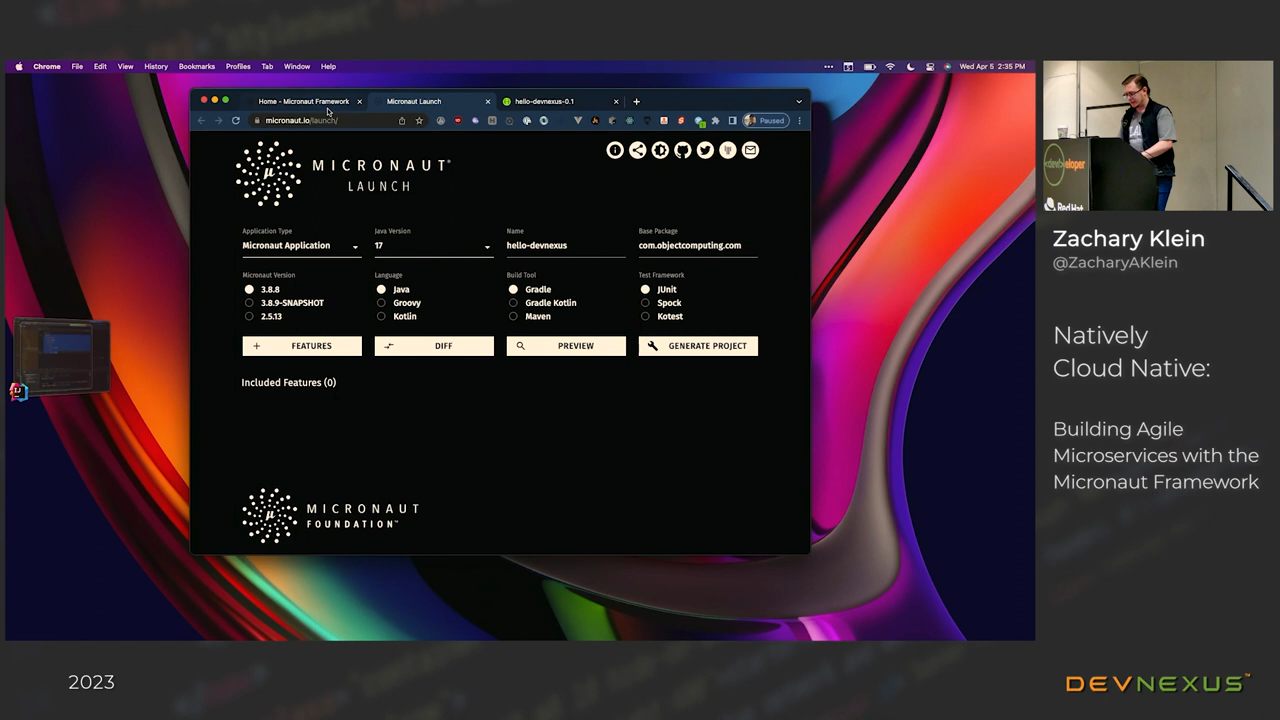 Chrome File Edit View History Bookmarks Profiles Tab Window Help
Wed Apr 5 2:35 PM
Home - Micronaut Framework
Micronaut Launch
hello-devnexus-0.1
micronaut.io/launch/
Paused
MICRONAUT®
LAUNCH
Application Type
Micronaut Application
Java Version
17
Name
hello-devnexus
Base Package
com.objectcomputing.com
Micronaut Version
3.8.8
3.8.9-SNAPSHOT
2.5.13
Language
Java
Groovy
Kotlin
Build Tool
Gradle
Gradle Kotlin
Maven
Test Framework
JUnit
Spock
Kotest
FEATURES
DIFF
PREVIEW
GENERATE PROJECT
Included Features (0)
MICRONAUT
FOUNDATION™
Red Hat
Zachary Klein
@ZacharyAKlein
Natively
Cloud Native:
Building Agile
Microservices with the
Micronaut Framework
2023
DEVNEXUS™